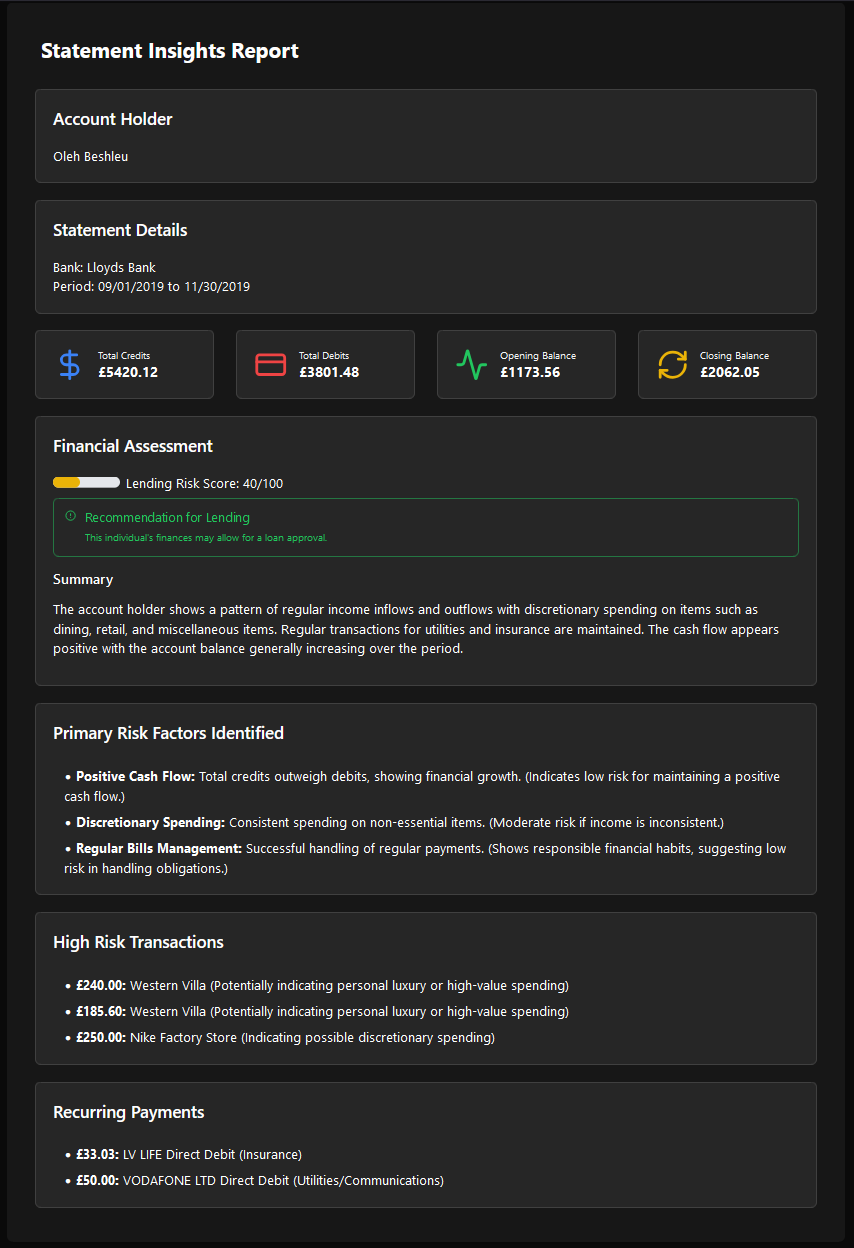 Statement Insights Report
Account Holder
Oleh Beshleu
Statement Details
Bank: Lloyds Bank
Period: 09/01/2019 to 11/30/2019
Total Credits
£5420.12
Total Debits
£3801.48
Opening Balance
£1173.56
Closing Balance
£2062.05
Financial Assessment
Lending Risk Score: 40/100
Recommendation for Lending
This individual's finances may allow for a loan approval.
Summary
The account holder shows a pattern of regular income inflows and outflows with discretionary spending on items such as
dining, retail, and miscellaneous items. Regular transactions for utilities and insurance are maintained. The cash flow appears
positive with the account balance generally increasing over the period.
Primary Risk Factors Identified
• Positive Cash Flow: Total credits outweigh debits, showing financial growth. (Indicates low risk for maintaining a positive
cash flow.)
• Discretionary Spending: Consistent spending on non-essential items. (Moderate risk if income is inconsistent.)
• Regular Bills Management: Successful handling of regular payments. (Shows responsible financial habits, suggesting low
risk in handling obligations.)
High Risk Transactions
• £240.00: Western Villa (Potentially indicating personal luxury or high-value spending)
• £185.60: Western Villa (Potentially indicating personal luxury or high-value spending)
• £250.00: Nike Factory Store (Indicating possible discretionary spending)
Recurring Payments
• £33.03: LV LIFE Direct Debit (Insurance)
• £50.00: VODAFONE LTD Direct Debit (Utilities/Communications)